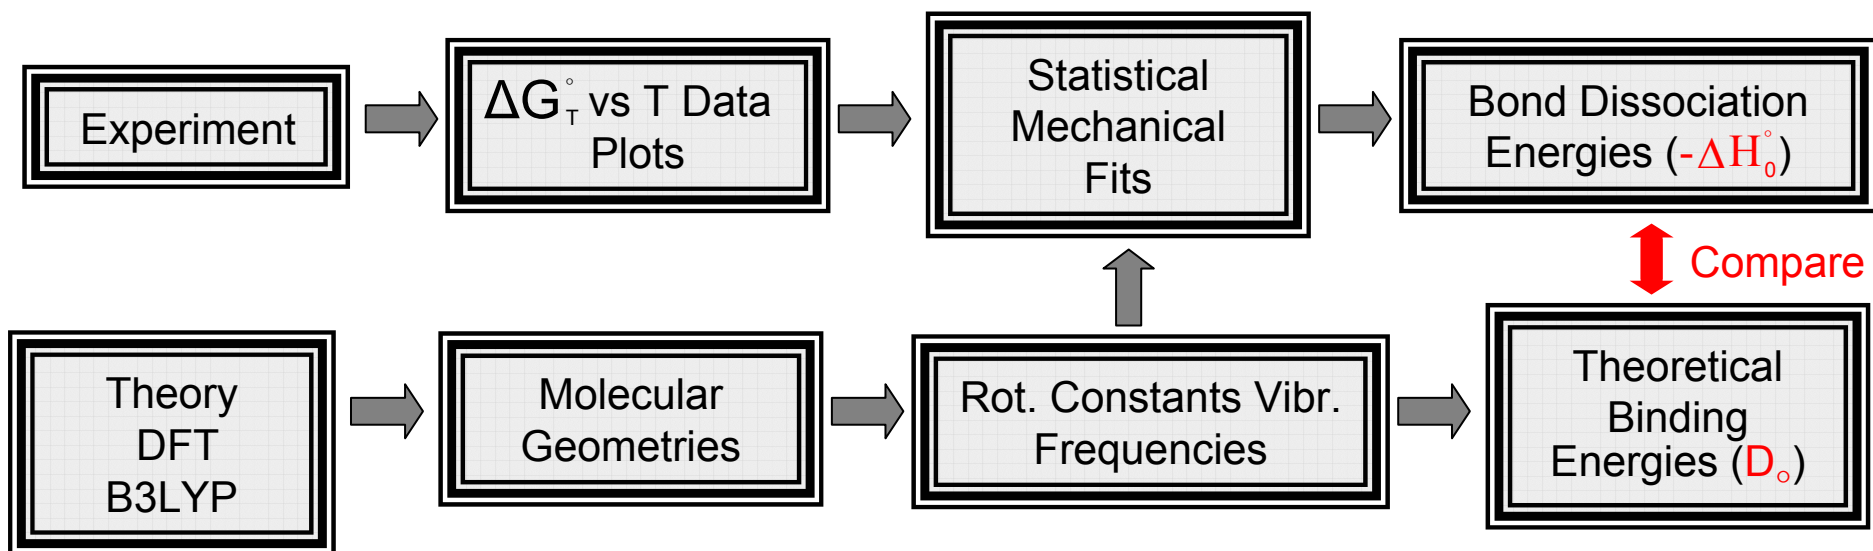 Experiment
ΔG°T vs T Data
Plots
Statistical
Mechanical
Fits
Bond Dissociation
Energies (-ΔH°0)
Compare
Theory
DFT
B3LYP
Molecular
Geometries
Rot. Constants Vibr.
Frequencies
Theoretical
Binding
Energies (Do)